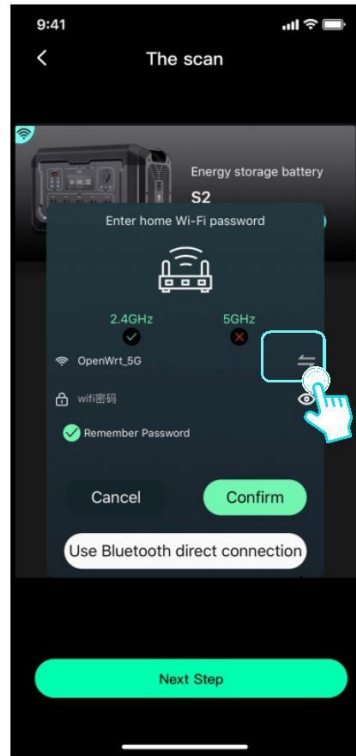 9:41
The scan
Energy storage battery
S2
Enter home Wi-Fi password
2.4GHz
5GHz
OpenWrt_5G
wifi密码
Remember Password
Cancel
Confirm
Use Bluetooth direct connection
Next Step